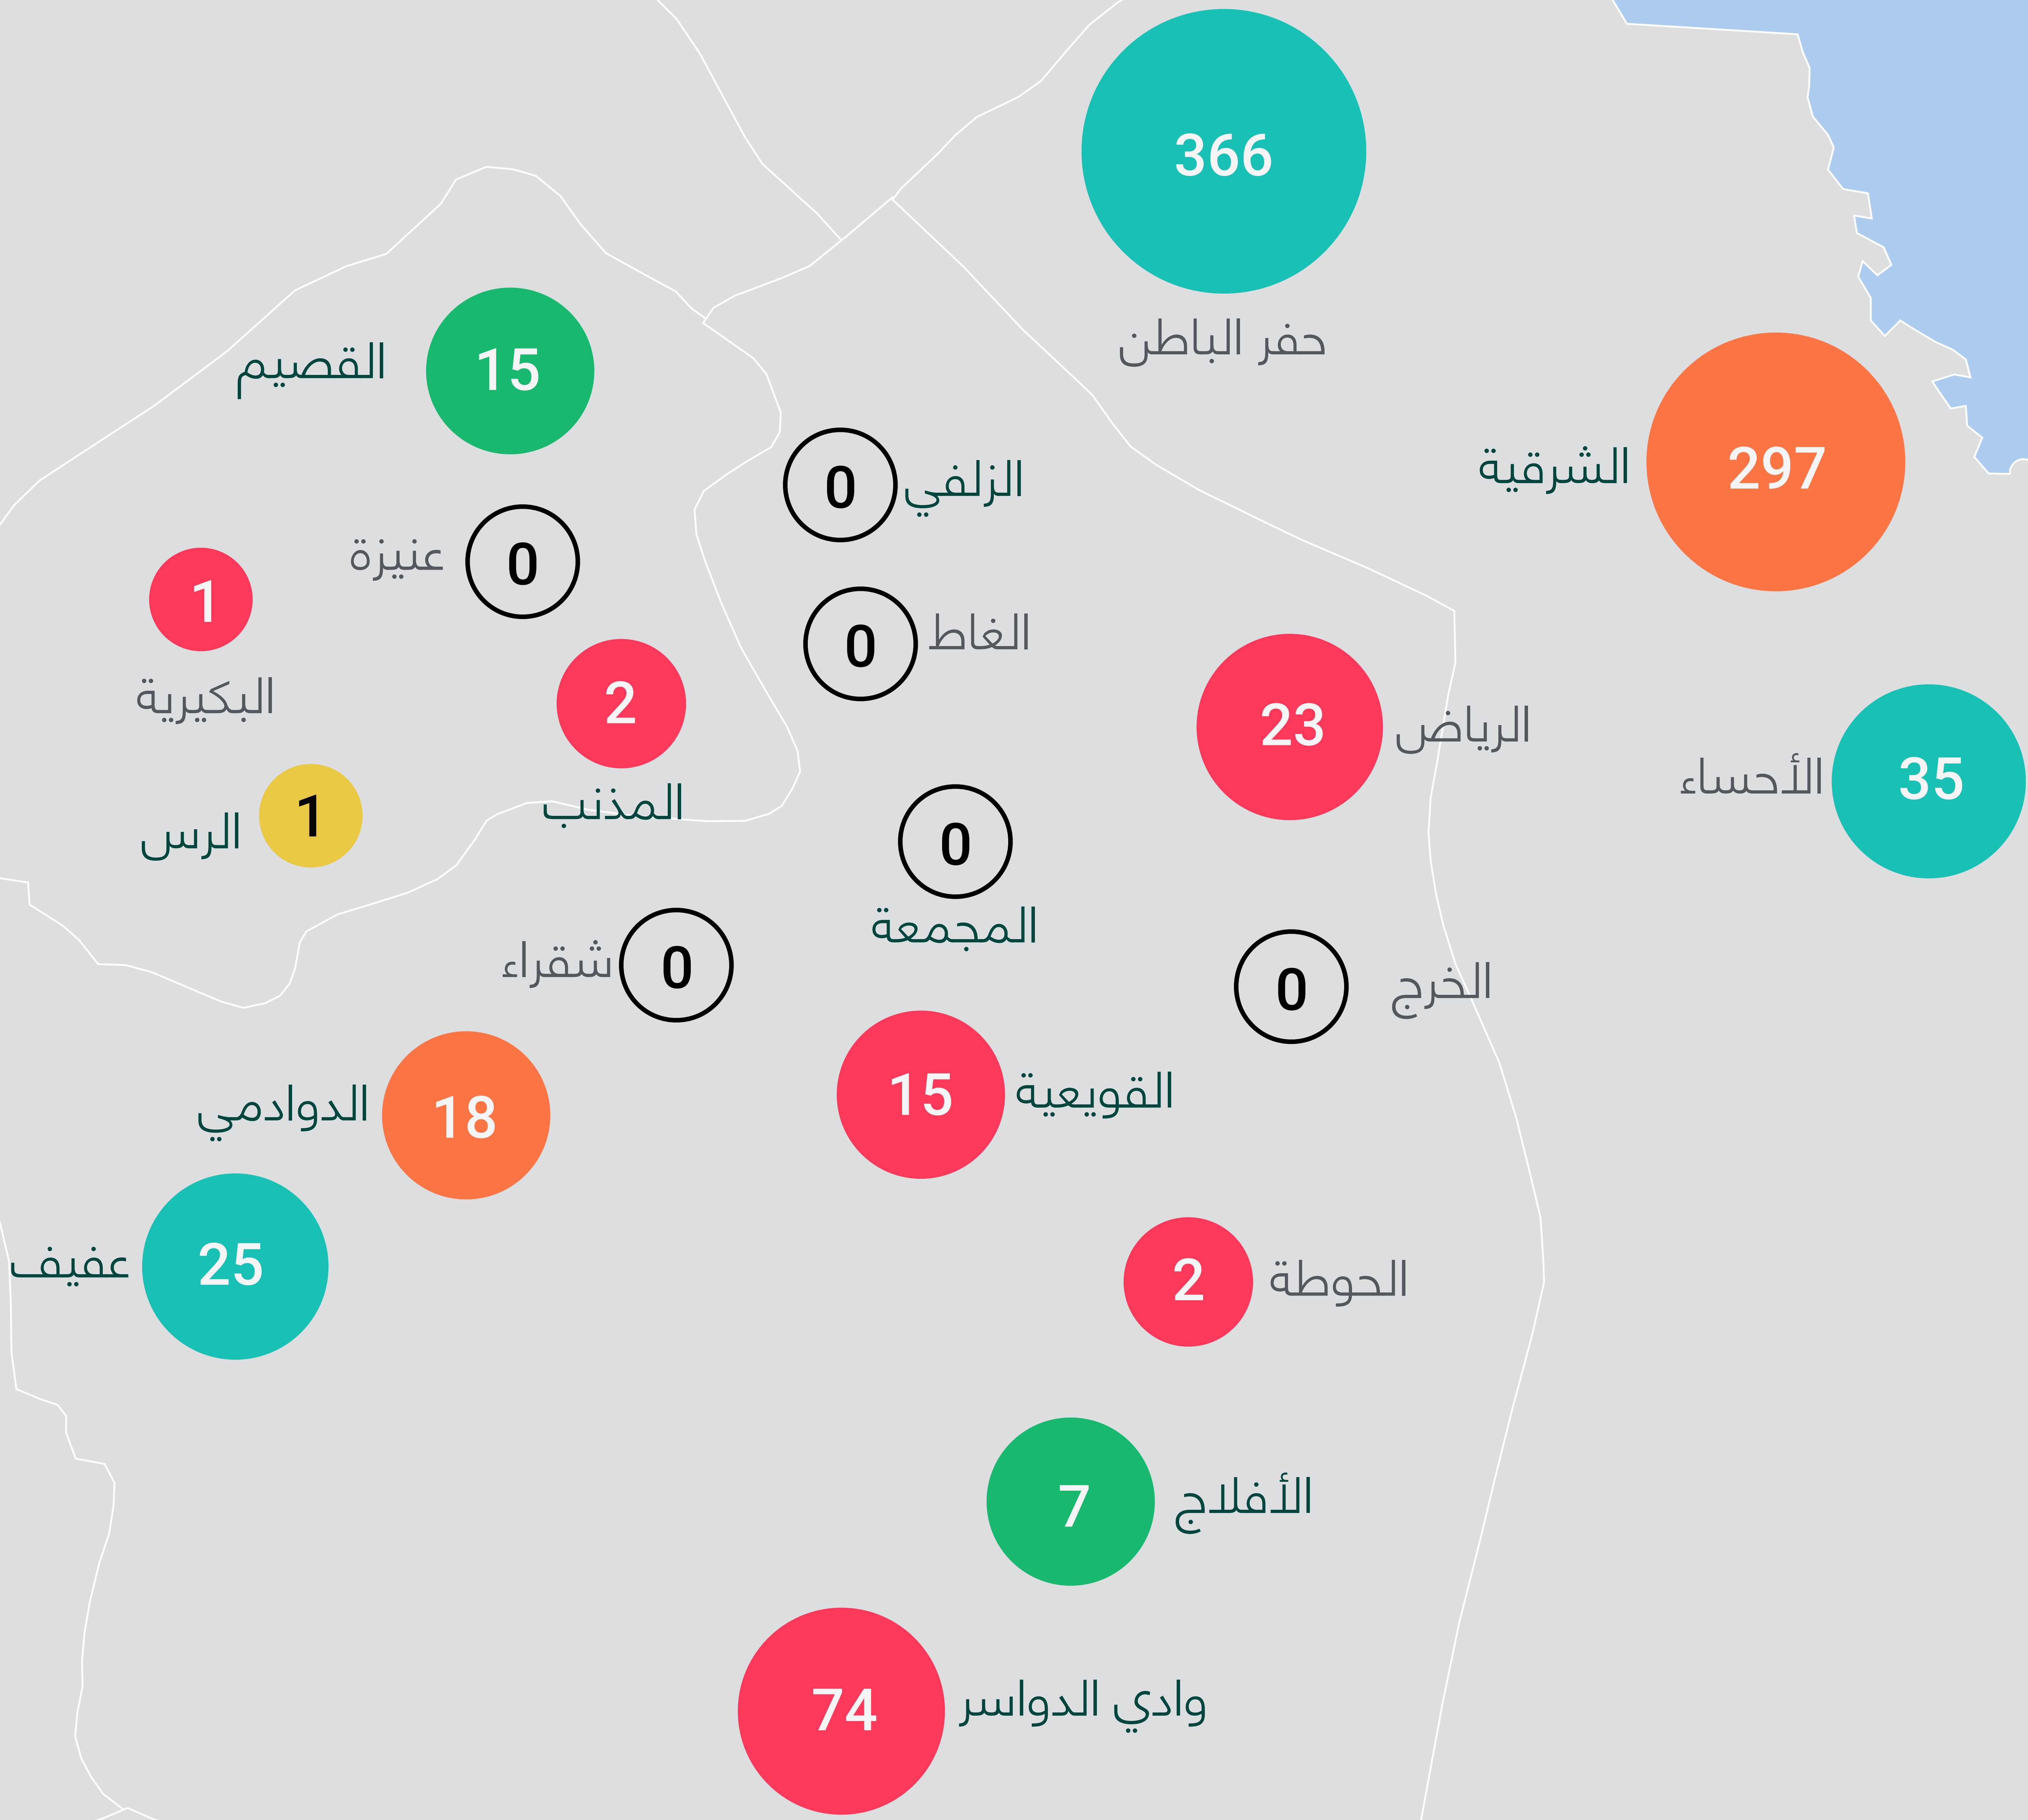 366
حفر الباطن
القصيم
15
297
الشرقية
0
الزلفي
عنيزة
0
1
البكيرية
0
الغاط
2
المذنب
23
الرياض
35
الأحساء
1
الرس
0
المجمعة
شقراء
0
0
الخرج
الدوادمي
18
15
القويعية
25
عفيف
2
الحوطة
7
الأفلاج
74
وادي الدواسر